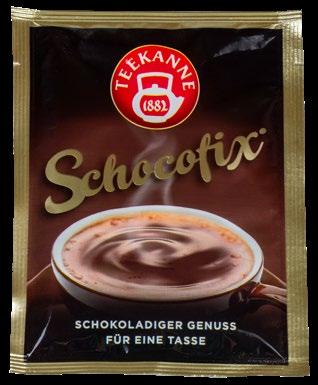 TEEKANNE
1882
Schocofix
SCHOKOLADIGER GENUSS
FÜR EINE TASSE